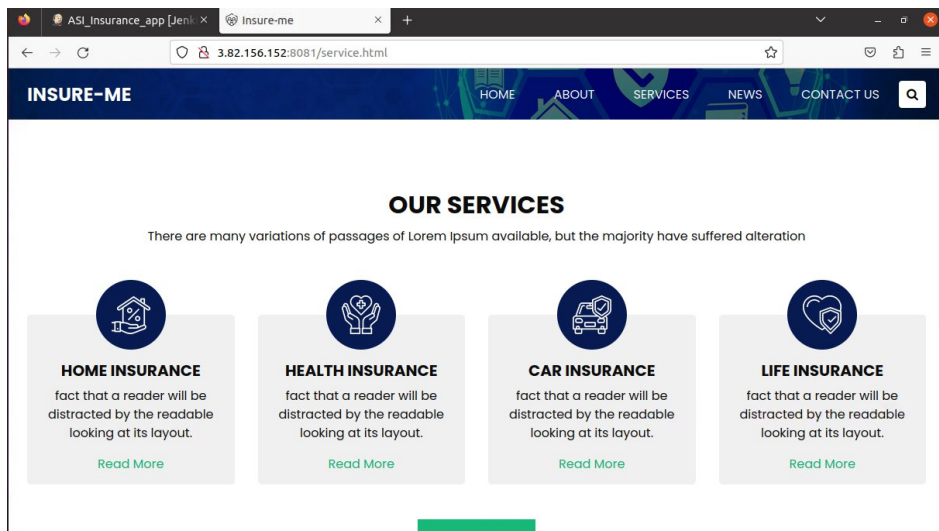 ASI_Insurance_app [Jenk
Insure-me
3.82.156.152:8081/service.html
INSURE-ME
HOME ABOUT SERVICES NEWS CONTACT US
OUR SERVICES
There are many variations of passages of Lorem Ipsum available, but the majority have suffered alteration
HOME INSURANCE
fact that a reader will be
distracted by the readable
looking at its layout.
Read More
HEALTH INSURANCE
fact that a reader will be
distracted by the readable
looking at its layout.
Read More
CAR INSURANCE
fact that a reader will be
distracted by the readable
looking at its layout.
Read More
LIFE INSURANCE
fact that a reader will be
distracted by the readable
looking at its layout.
Read More